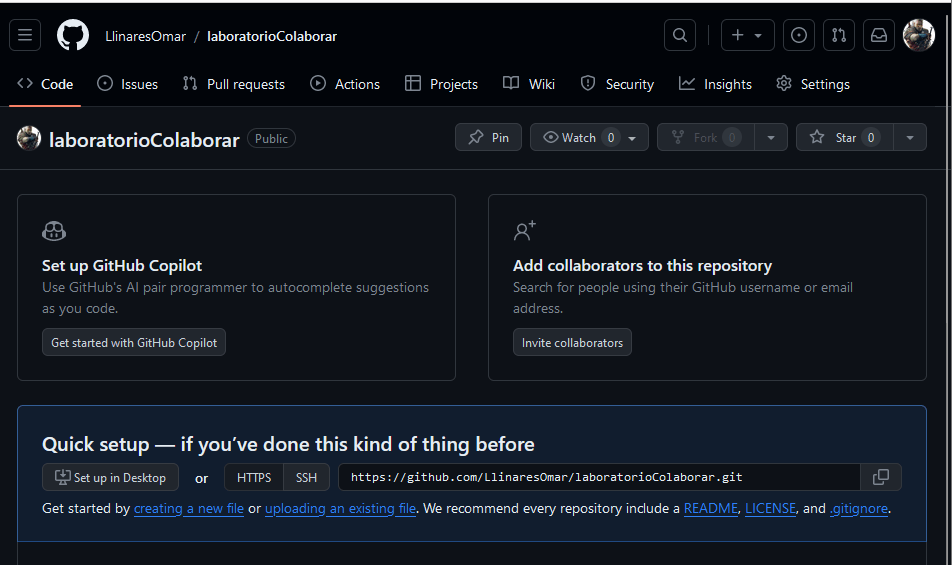 LlinaresOmar / laboratorioColaborar
Code Issues Pull requests Actions Projects Wiki Security Insights Settings
laboratorioColaborar Public Pin Watch 0 Fork 0 Star 0
Set up GitHub Copilot
Use GitHub's AI pair programmer to autocomplete suggestions
as you code.
Get started with GitHub Copilot
Add collaborators to this repository
Search for people using their GitHub username or email
address.
Invite collaborators
Quick setup — if you’ve done this kind of thing before
Set up in Desktop or HTTPS SSH https://github.com/LlinaresOmar/laboratorioColaborar.git
Get started by creating a new file or uploading an existing file. We recommend every repository include a README, LICENSE, and .gitignore.